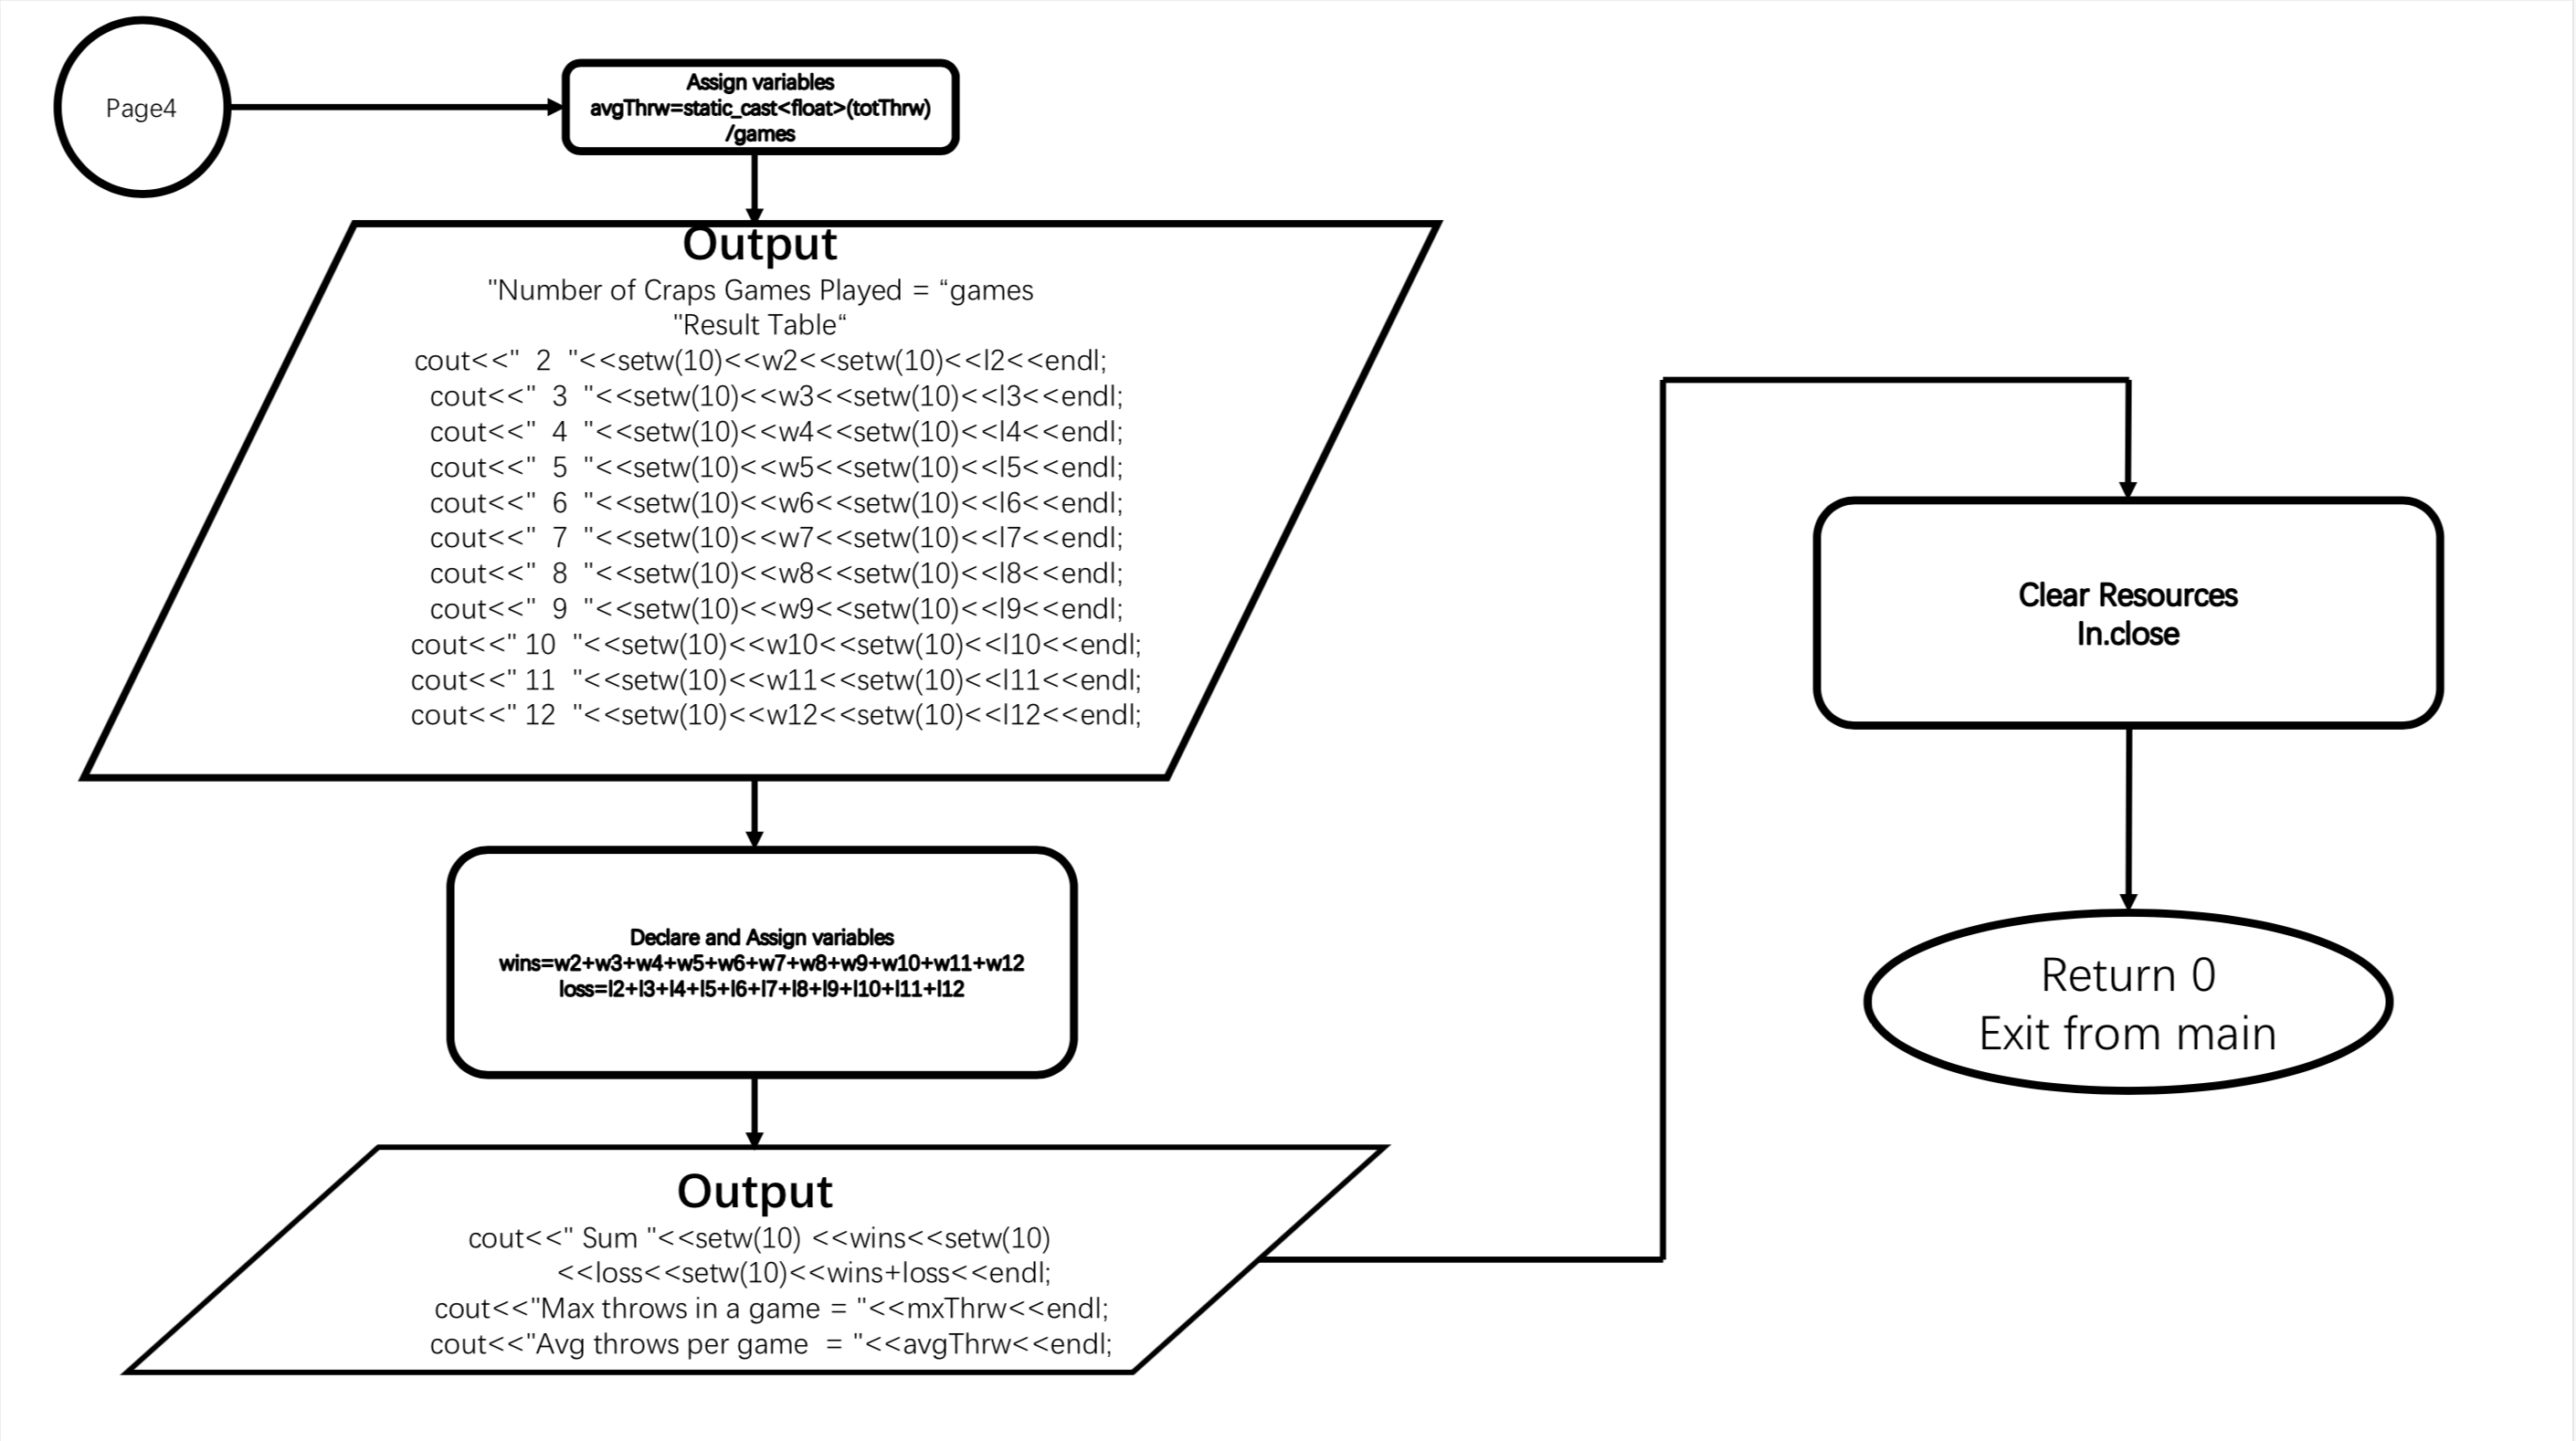 Page4
Assign variables
avgThrw=static_cast<float>(totThrw)
/games
Output
"Number of Craps Games Played = “games
"Result Table“
cout<<"  2  "<<setw(10)<<w2<<setw(10)<<l2<<endl;
cout<<"  3  "<<setw(10)<<w3<<setw(10)<<l3<<endl;
cout<<"  4  "<<setw(10)<<w4<<setw(10)<<l4<<endl;
cout<<"  5  "<<setw(10)<<w5<<setw(10)<<l5<<endl;
cout<<"  6  "<<setw(10)<<w6<<setw(10)<<l6<<endl;
cout<<"  7  "<<setw(10)<<w7<<setw(10)<<l7<<endl;
cout<<"  8  "<<setw(10)<<w8<<setw(10)<<l8<<endl;
cout<<"  9  "<<setw(10)<<w9<<setw(10)<<l9<<endl;
cout<<" 10  "<<setw(10)<<w10<<setw(10)<<l10<<endl;
cout<<" 11  "<<setw(10)<<w11<<setw(10)<<l11<<endl;
cout<<" 12  "<<setw(10)<<w12<<setw(10)<<l12<<endl;
Declare and Assign variables
wins=w2+w3+w4+w5+w6+w7+w8+w9+w10+w11+w12
loss=l2+l3+l4+l5+l6+l7+l8+l9+l10+l11+l12
Output
cout<<" Sum "<<setw(10) <<wins<<setw(10)
<<loss<<setw(10)<<wins+loss<<endl;
cout<<"Max throws in a game = "<<mxThrw<<endl;
cout<<"Avg throws per game  = "<<avgThrw<<endl;
Clear Resources
In.close
Return 0
Exit from main